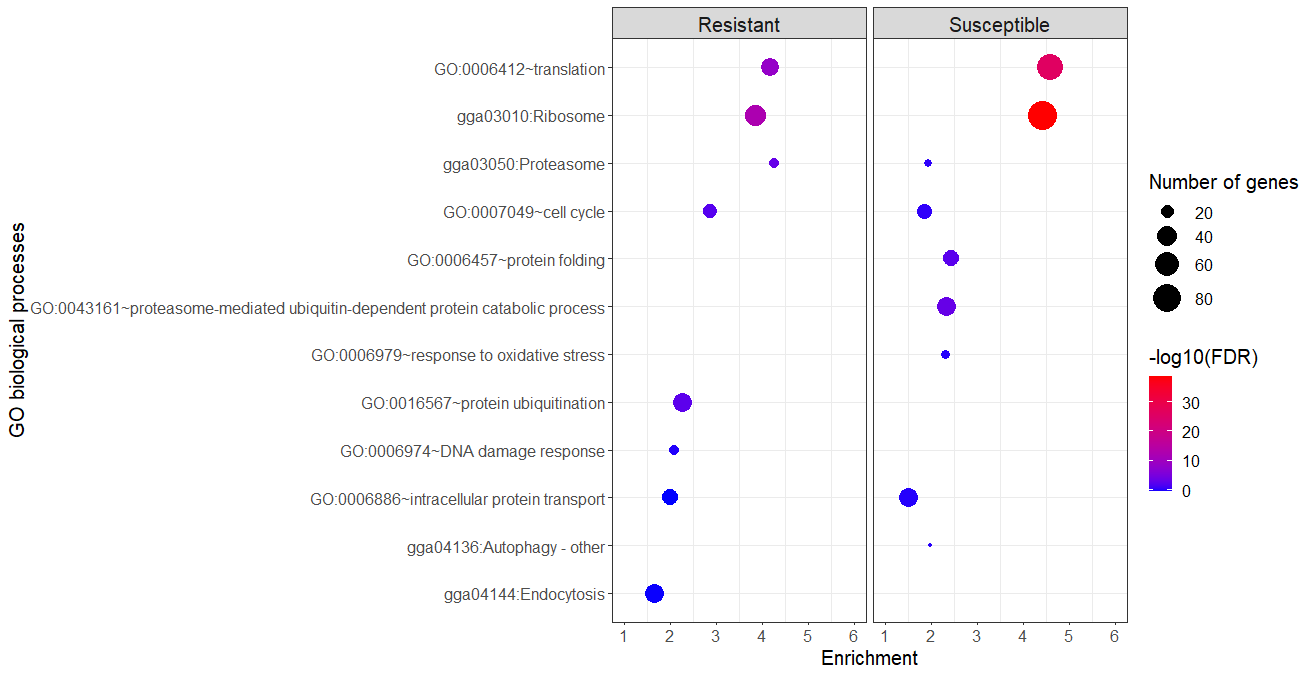 Resistant
Susceptible
GO biological processes
GO:0006412~translation
gga03010:Ribosome
gga03050:Proteasome
GO:0007049~cell cycle
GO:0006457~protein folding
GO:0043161~proteasome-mediated ubiquitin-dependent protein catabolic process
GO:0006979~response to oxidative stress
GO:0016567~protein ubiquitination
GO:0006974~DNA damage response
GO:0006886~intracellular protein transport
gga04136:Autophagy - other
gga04144:Endocytosis
1 2 3 4 5 6
1 2 3 4 5 6
Enrichment
Number of genes
20
40
60
80
-log10(FDR)
30
20
10
0